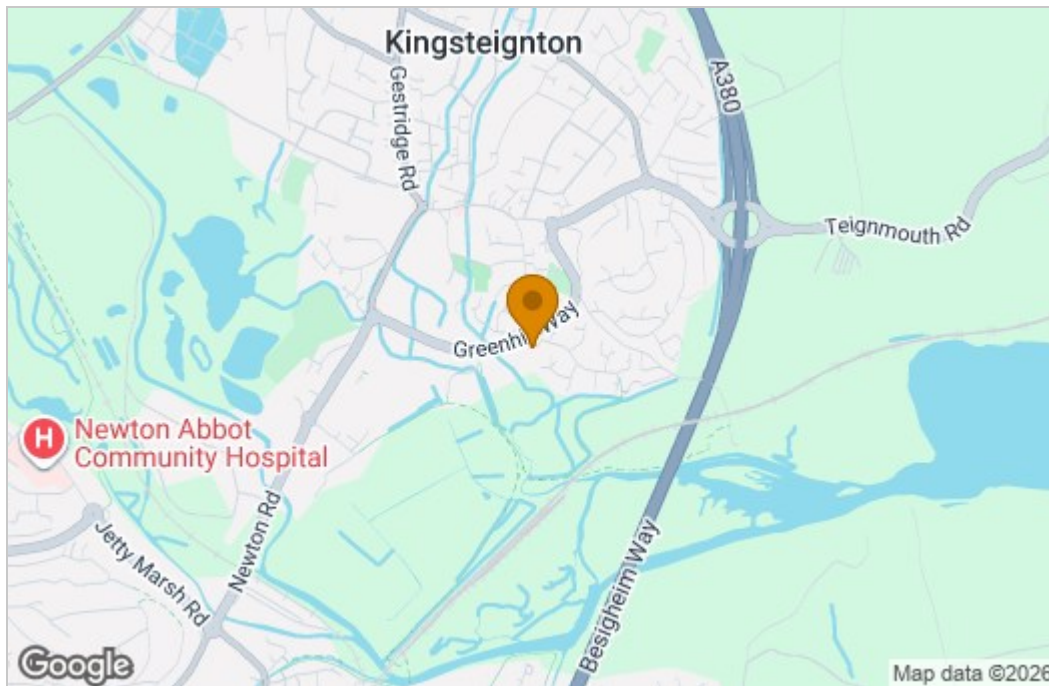 Kingsteignton
A380
Gestridge Rd
Teignmouth Rd
Greenhill Way
H Newton Abbot
Community Hospital
Newton Rd
Jetty Marsh Rd
Besigheim Way
Google
Map data ©2026